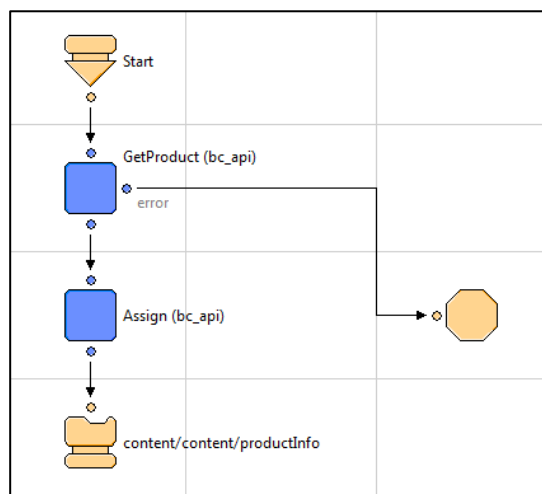 Start
GetProduct (bc_api)
error
Assign (bc_api)
content/content/productInfo